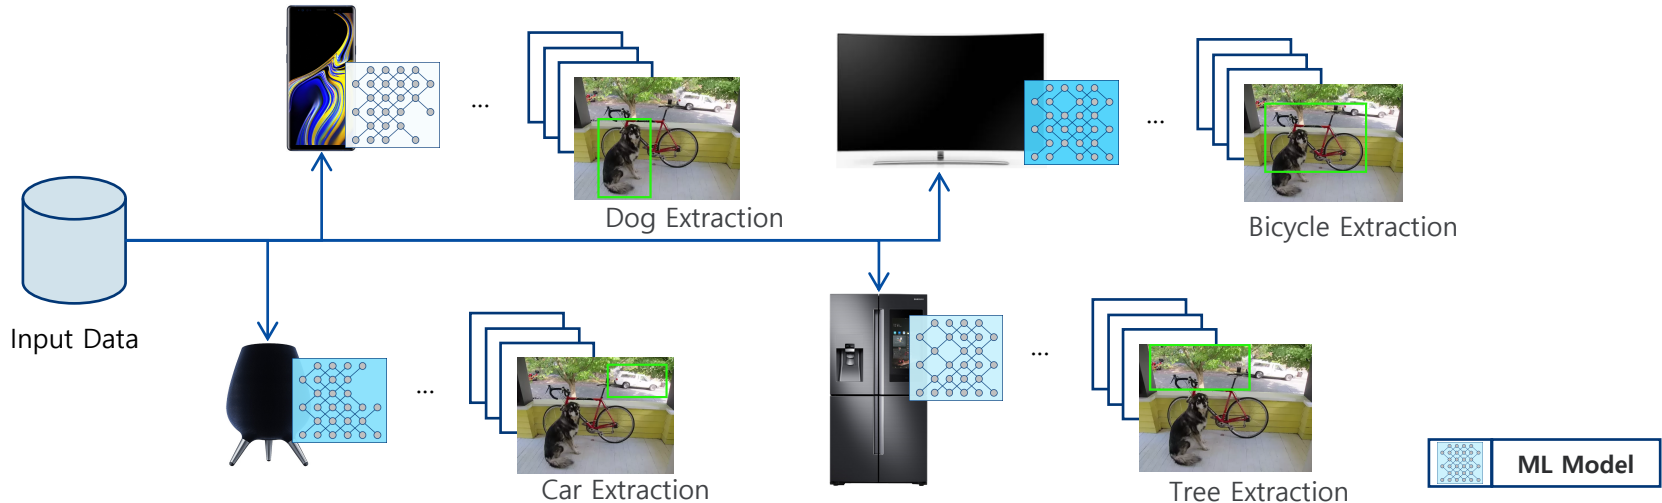 ...
...
Dog Extraction
Bicycle Extraction
Input Data
...
...
Car Extraction
Tree Extraction
ML Model